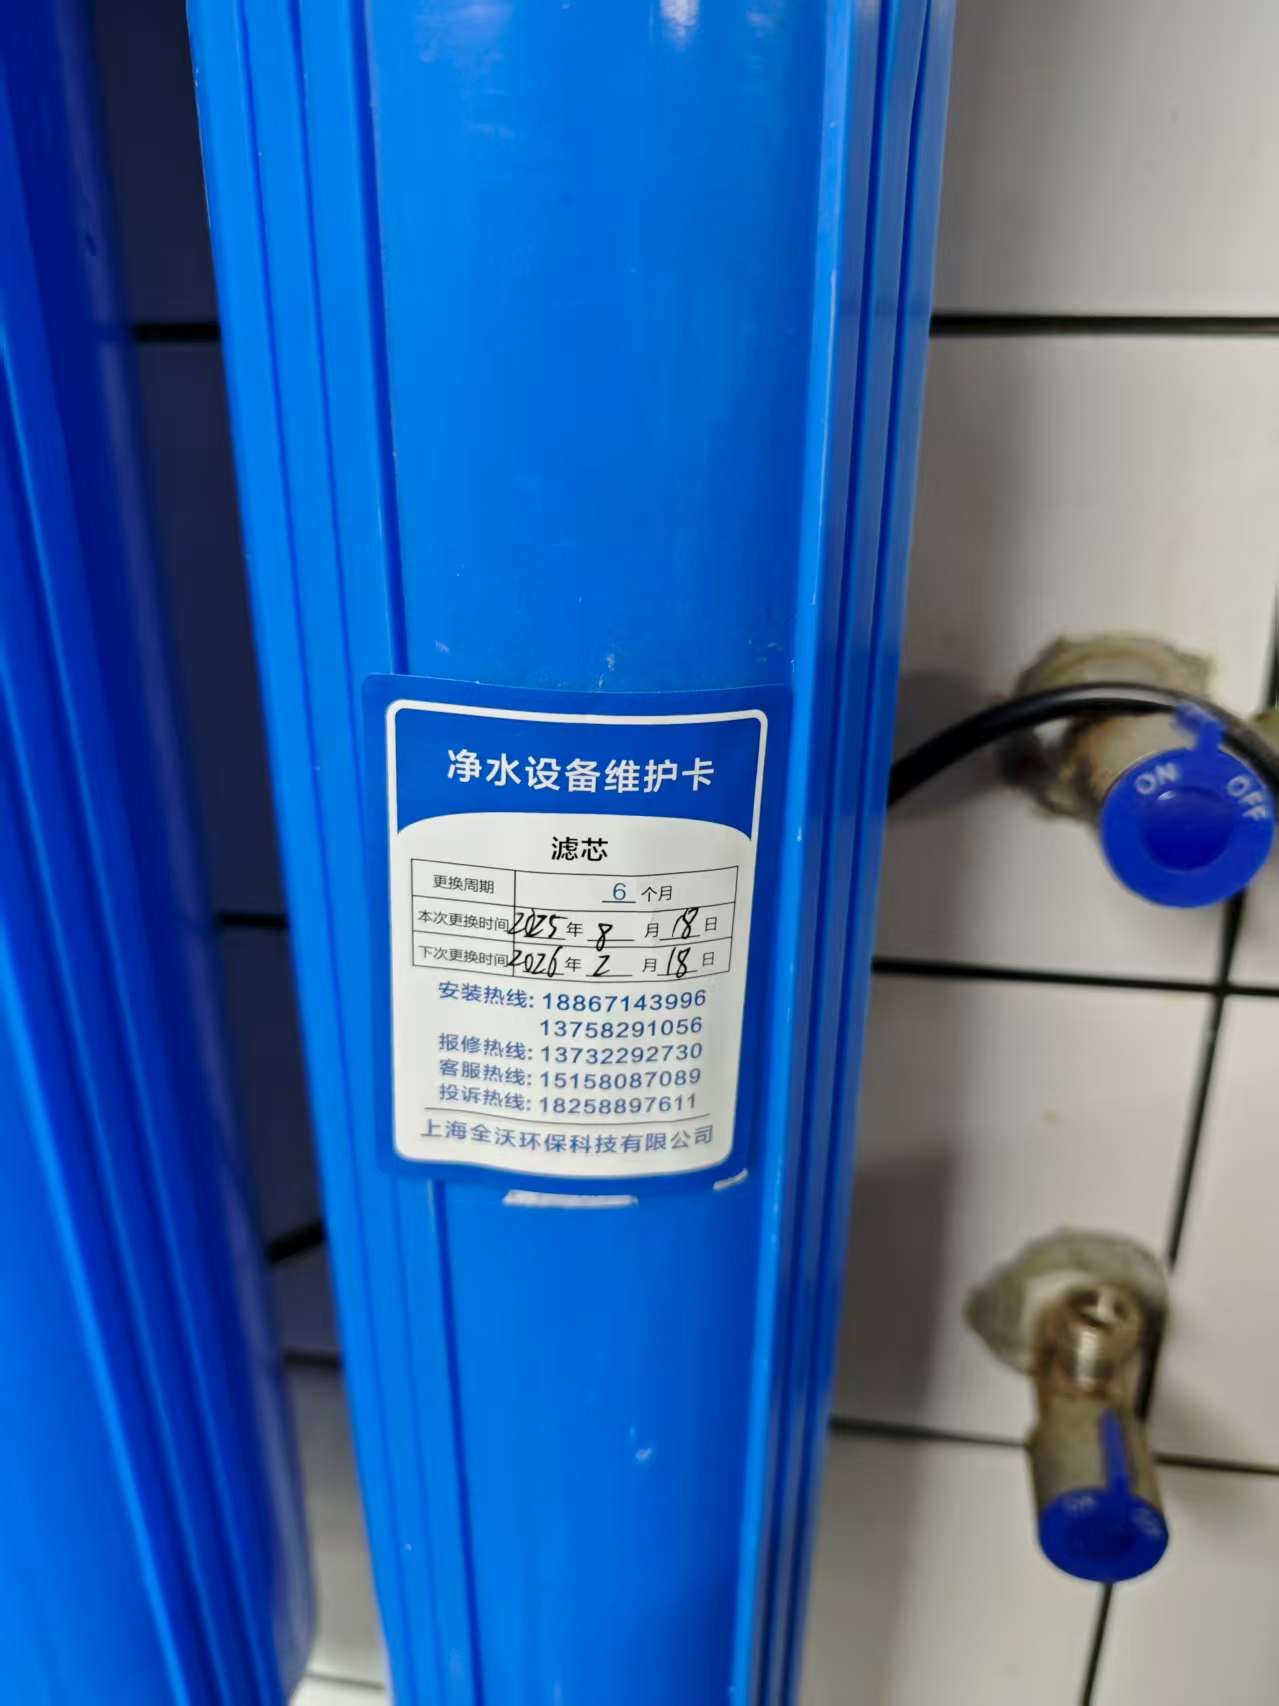 净水设备维护卡
滤芯
更换周期 6 个月
本次更换时间 2025 年 8 月 18 日
下次更换时间 2026 年 2 月 18 日
安装热线: 18867143996
13758291056
报修热线: 13732292730
客服热线: 15158087089
投诉热线: 18258897611
上海全沃环保科技有限公司
ON OFF